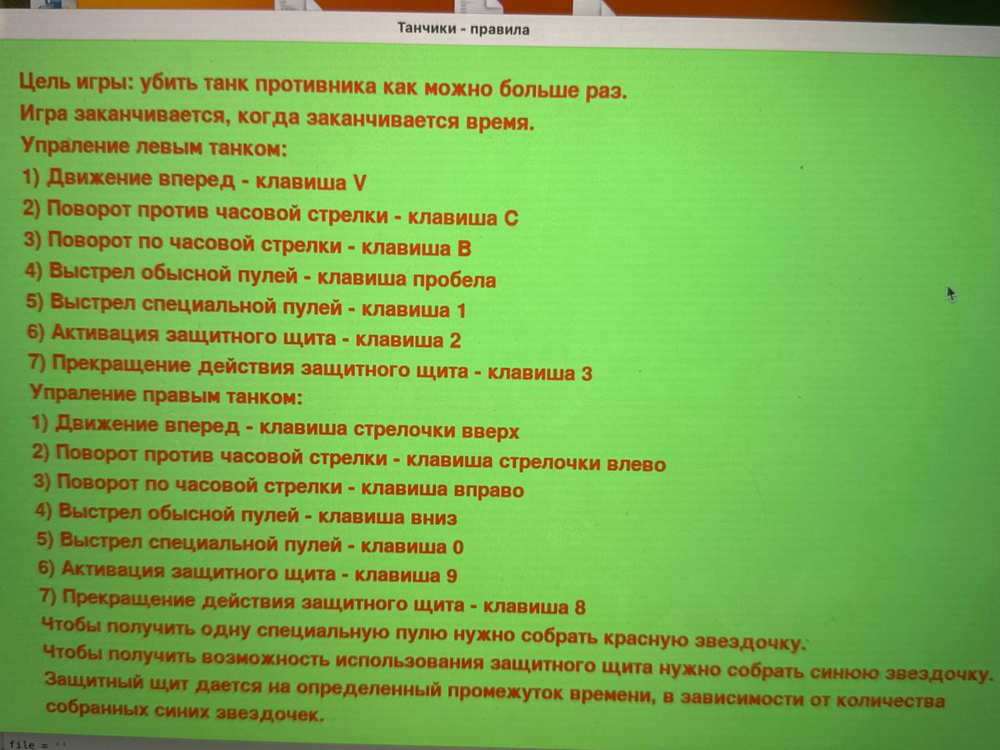 Танчики - правила
Цель игры: убить танк противника как можно больше раз.
Игра заканчивается, когда заканчивается время.
Упраление левым танком:
1) Движение вперед - клавиша V
2) Поворот против часовой стрелки - клавиша C
3) Поворот по часовой стрелки - клавиша B
4) Выстрел обысной пулей - клавиша пробела
5) Выстрел специальной пулей - клавиша 1
6) Активация защитного щита - клавиша 2
7) Прекращение действия защитного щита - клавиша 3
Упраление правым танком:
1) Движение вперед - клавиша стрелочки вверх
2) Поворот против часовой стрелки - клавиша стрелочки влево
3) Поворот по часовой стрелки - клавиша вправо
4) Выстрел обысной пулей - клавиша вниз
5) Выстрел специальной пулей - клавиша 0
6) Активация защитного щита - клавиша 9
7) Прекращение действия защитного щита - клавиша 8
Чтобы получить одну специальную пулю нужно собрать красную звездочку.
Чтобы получить возможность использования защитного щита нужно собрать синюю звездочку.
Защитный щит дается на определенный промежуток времени, в зависимости от количества
собранных синих звездочек.
file = ''